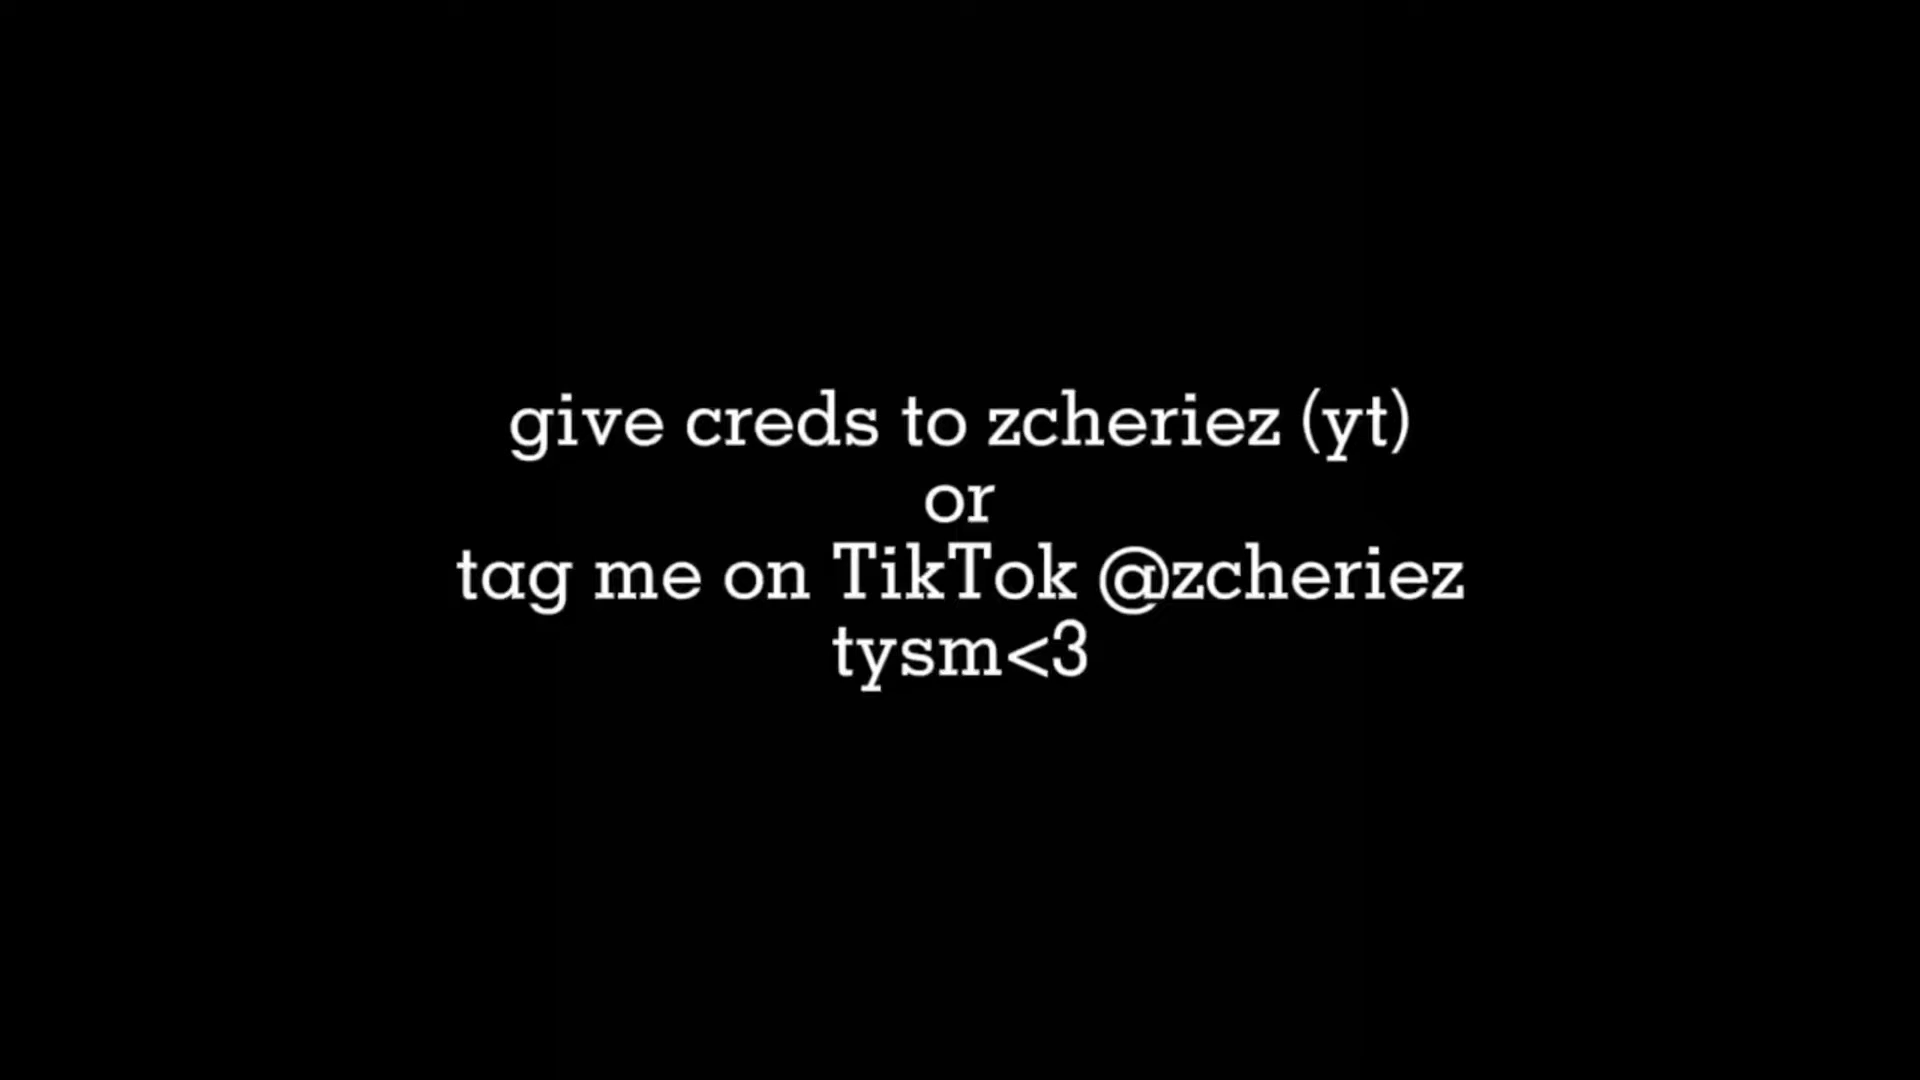 give creds to zcheriez (yt)
or
tag me on TikTok @zcheriez
tysm<3